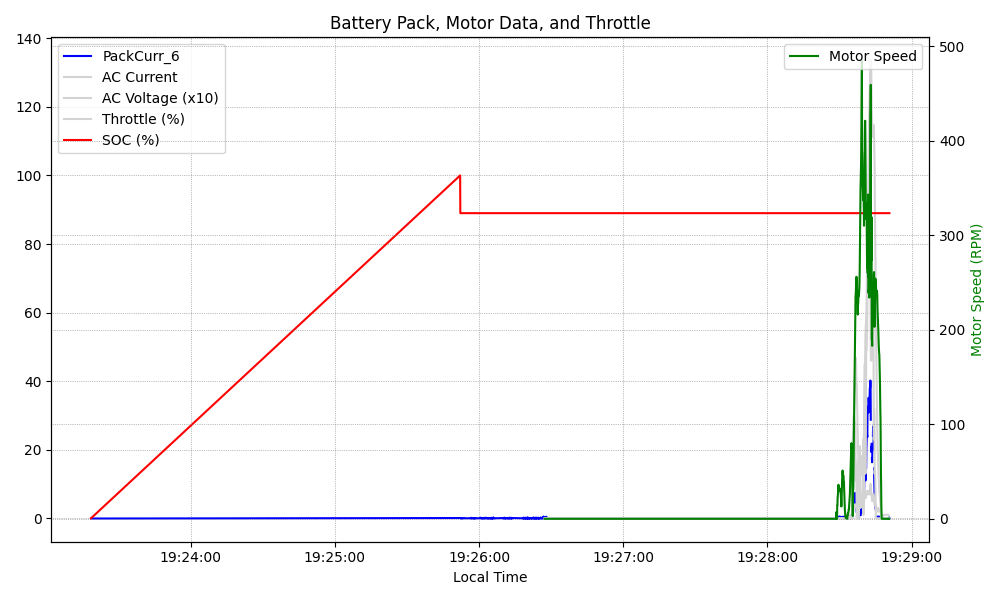 Battery Pack, Motor Data, and Throttle
PackCurr_6
AC Current
AC Voltage (x10)
Throttle (%)
SOC (%)
Motor Speed
140
120
100
80
60
40
20
0
500
400
300
200
100
0
Motor Speed (RPM)
19:24:00
19:25:00
19:26:00
19:27:00
19:28:00
19:29:00
Local Time